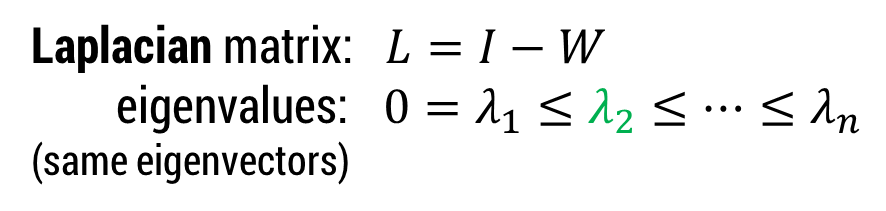 Laplacian matrix: 𝐿 = 𝐼 − 𝑊
eigenvalues: 0 = 𝜆₁ ≤ 𝜆₂ ≤ ⋯ ≤ 𝜆ₙ
(same eigenvectors)